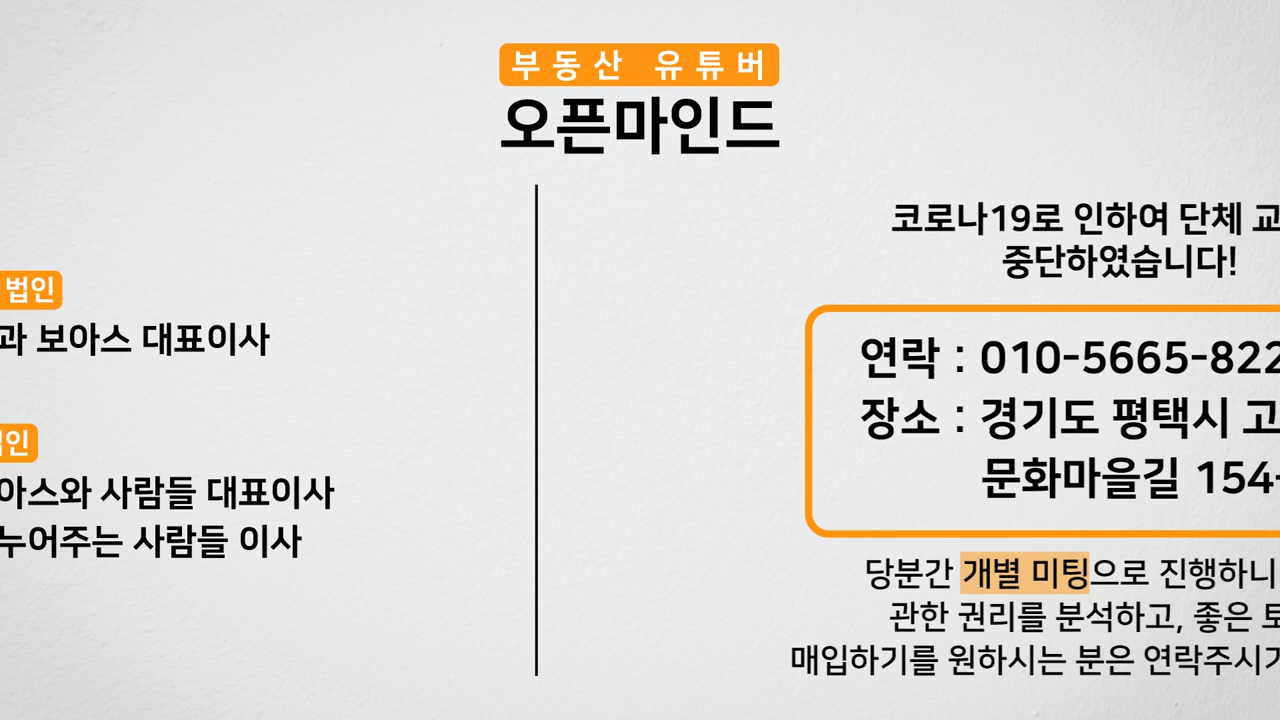 부동산 유튜버
오픈마인드
법인
과 보아스 대표이사
법인
아스와 사람들 대표이사
누어주는 사람들 이사
코로나19로 인하여 단체 교
중단하였습니다!
연락 : 010-5665-822
장소 : 경기도 평택시 고
문화마을길 154-
당분간 개별 미팅으로 진행하니
관한 권리를 분석하고, 좋은 토
매입하기를 원하시는 분은 연락주시기